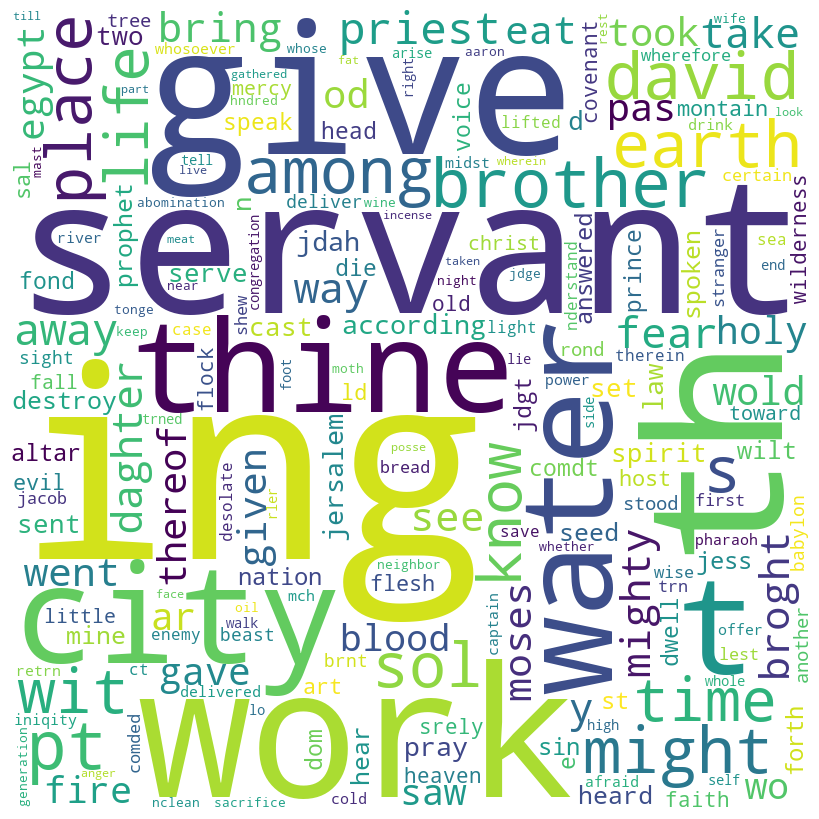 till
tree
two
bring
whosoever
whose
priest
arise
aaron
eat
rest
wife
took
take
wherefore
place
egypt
life
part
gathered
fat
mercy
od
give
right
covenant
david
hndred
speak
head
voice
lifted
d
pas
montain
drink
look
earth
mast
sal
tell
live
among
midst
wherein
brother
certain
prophet
abomination
n
deliver
wine
incense
servant
river
meat
jdah
congregation
christ
answered
prince
spoken
stranger
sea
wilderness
fond
serve
near
die
way
taken
night
jdge
old
nderstand
end
tonge
shew
away
keep
case
cast
according
light
fear
holy
rond
therein
sight
flock
thine
lie
water
power
law
fall
daghter
foot
moth
ld
jdgt
set
th
wold
destroy
trned
side
toward
altar
thereof
ing
posse
know
comdt
spirit
wilt
evil
jacob
given
desolate
jersalem
bread
see
host
s
sent
rler
save
seed
stood
first
went
nation
neighbor
flesh
whether
mighty
wise
pharaoh
jess
babylon
city
little
face
oil
mch
moses
dwell
trn
t
broght
another
mine
ar
walk
blood
captain
offer
enemy
beast
sol
lest
retrn
ct
gave
brnt
whole
wit
delivered
art
work
y
st
time
iniqity
lo
srely
high
pt
comded
dom
hear
pray
sin
might
forth
generation
anger
heaven
e
afraid
self
fire
nclean
sacrifice
cold
saw
heard
faith
wo